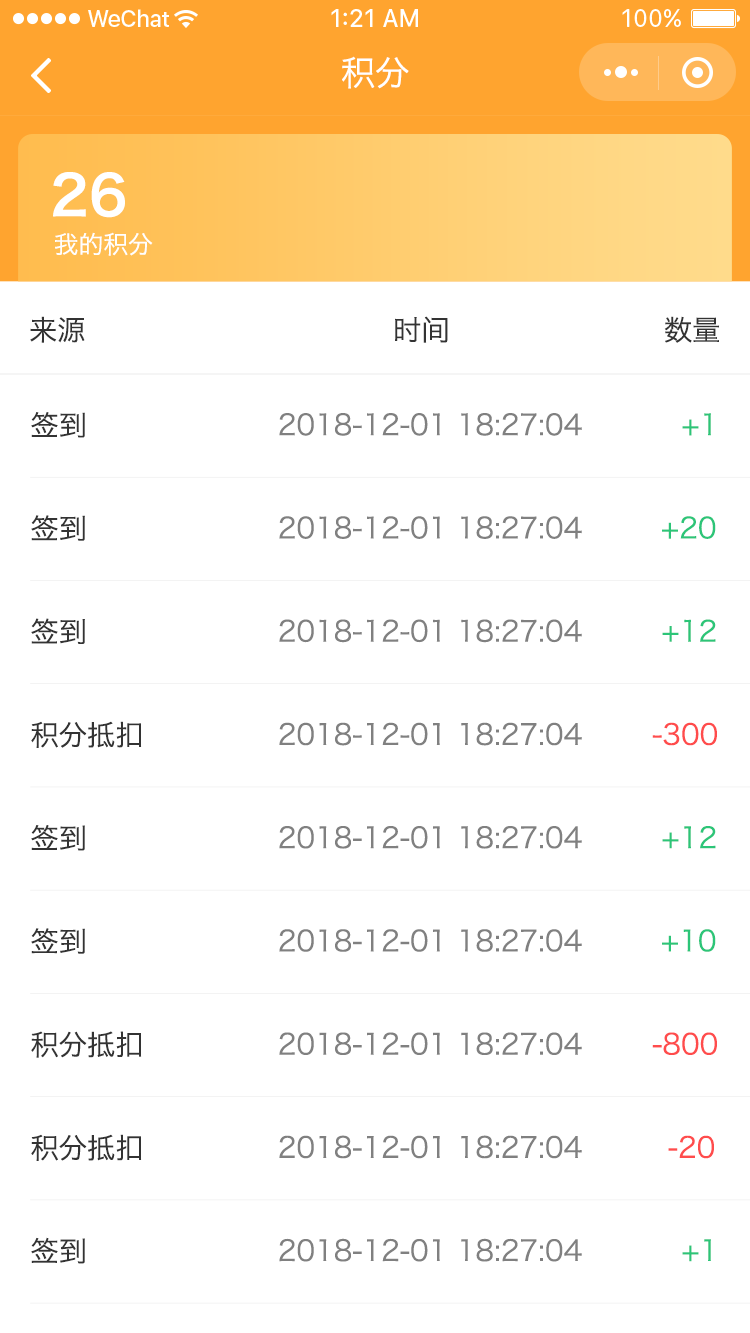 WeChat 1:21 AM 100%
积分
26
我的积分
来源 时间 数量
签到 2018-12-01 18:27:04 +1
签到 2018-12-01 18:27:04 +20
签到 2018-12-01 18:27:04 +12
积分抵扣 2018-12-01 18:27:04 -300
签到 2018-12-01 18:27:04 +12
签到 2018-12-01 18:27:04 +10
积分抵扣 2018-12-01 18:27:04 -800
积分抵扣 2018-12-01 18:27:04 -20
签到 2018-12-01 18:27:04 +1